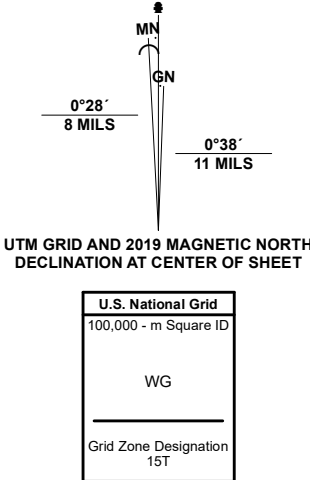 MN
GN
0°28´
8 MILS
0°38´
11 MILS
UTM GRID AND 2019 MAGNETIC NORTH
DECLINATION AT CENTER OF SHEET
U.S. National Grid
100,000 - m Square ID
WG
Grid Zone Designation
15T